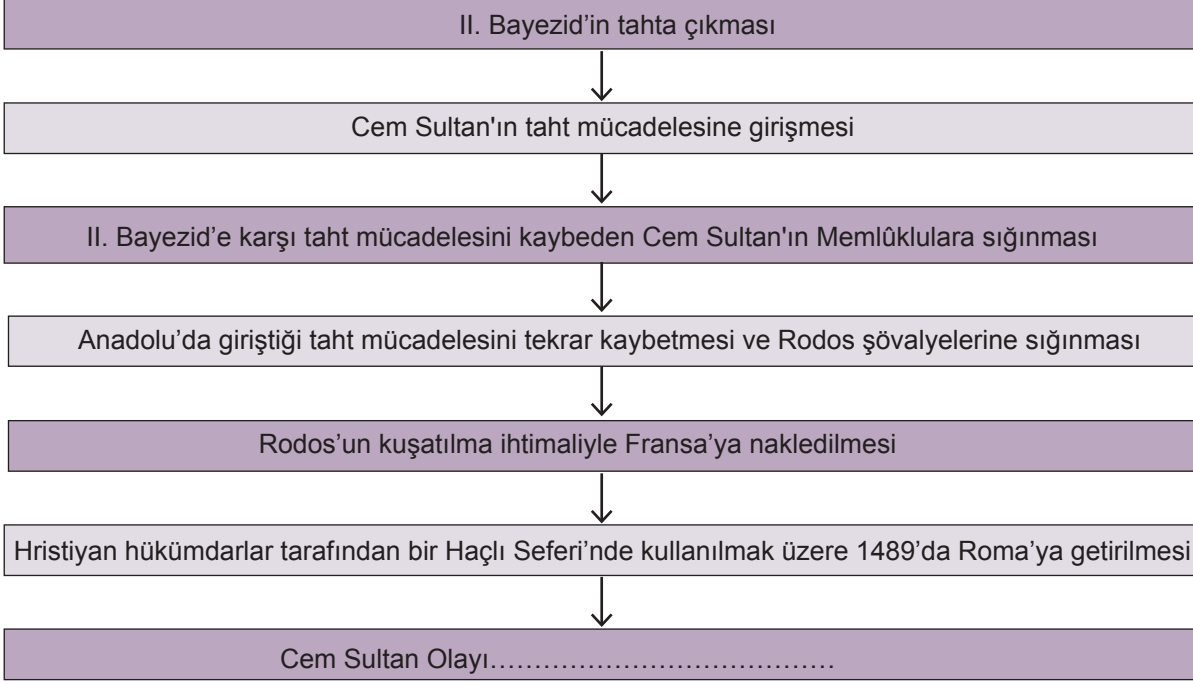 II. Bayezid’in tahta çıkması
Cem Sultan'ın taht mücadelesine girişmesi
II. Bayezid’e karşı taht mücadelesini kaybeden Cem Sultan'ın Memlûklulara sığınması
Anadolu’da giriştiği taht mücadelesini tekrar kaybetmesi ve Rodos şövalyelerine sığınması
Rodos’un kuşatılma ihtimaliyle Fransa’ya nakledilmesi
Hristiyan hükümdarlar tarafından bir Haçlı Seferi’nde kullanılmak üzere 1489’da Roma’ya getirilmesi
Cem Sultan Olayı…………………………………